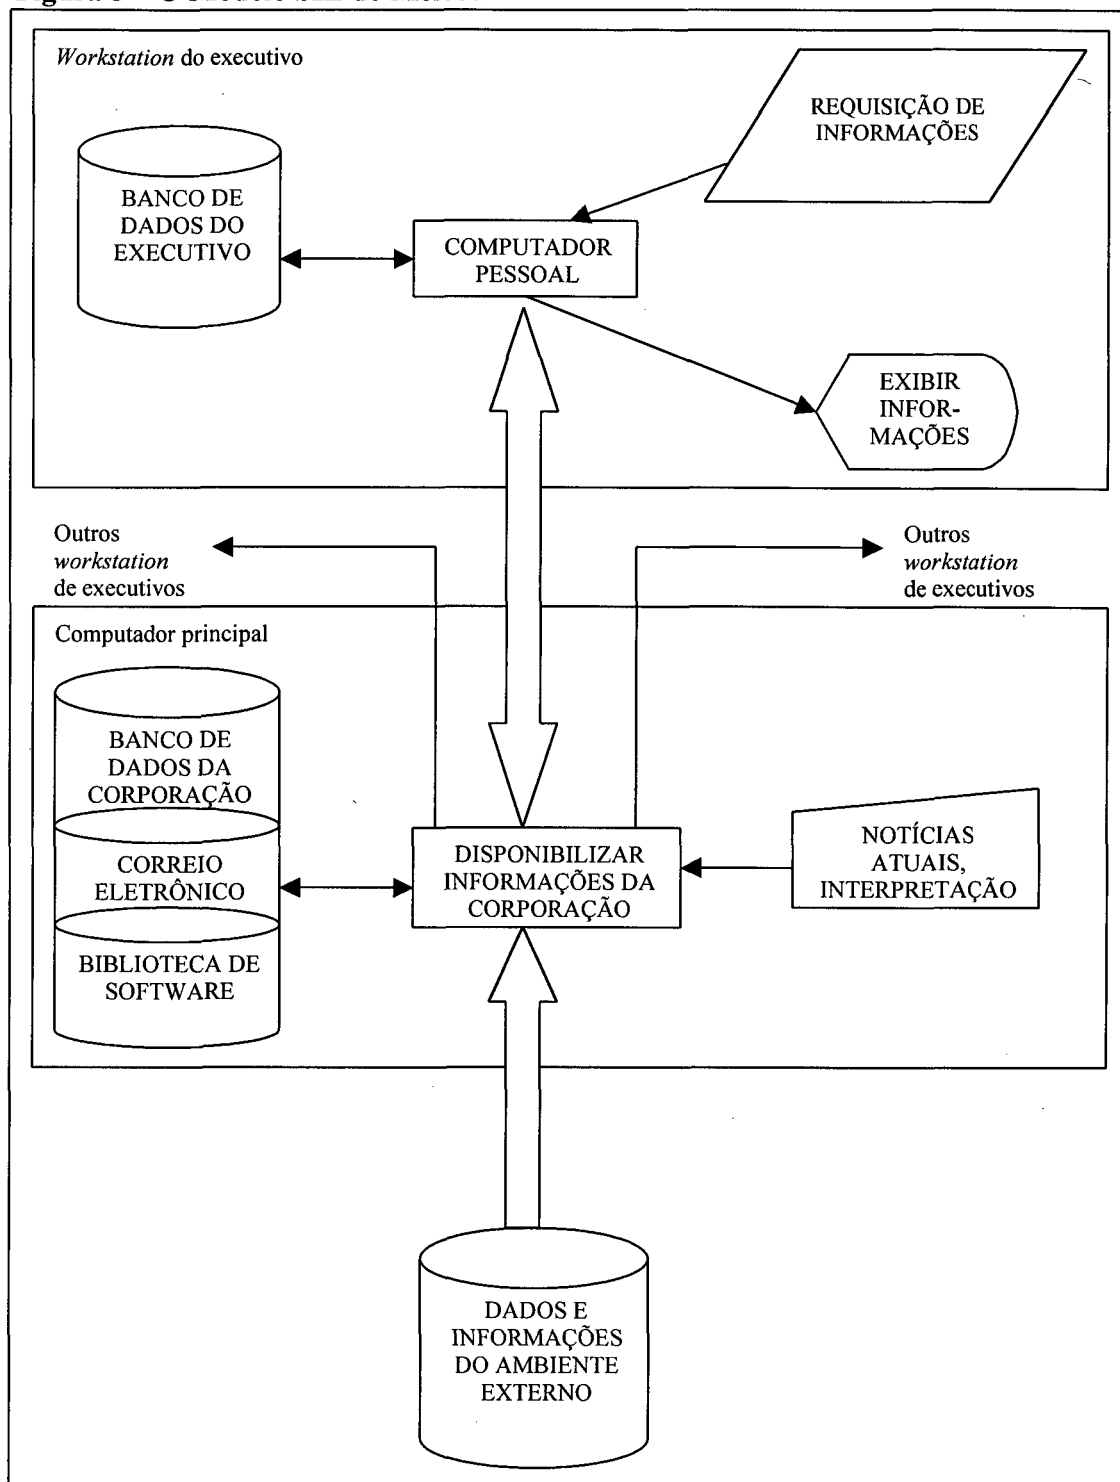 Workstation do executivo
REQUISIÇÃO DE
INFORMAÇÕES
BANCO DE
DADOS DO
EXECUTIVO
COMPUTADOR
PESSOAL
EXIBIR
INFOR-
MAÇÕES
Outros
workstation
de executivos
Outros
workstation
de executivos
Computador principal
BANCO DE
DADOS DA
CORPORAÇÃO
CORREIO
ELETRÔNICO
BIBLIOTECA DE
SOFTWARE
DISPONIBILIZAR
INFORMAÇÕES DA
CORPORAÇÃO
NOTÍCIAS
ATUAIS,
INTERPRETAÇÃO
DADOS E
INFORMAÇÕES
DO AMBIENTE
EXTERNO